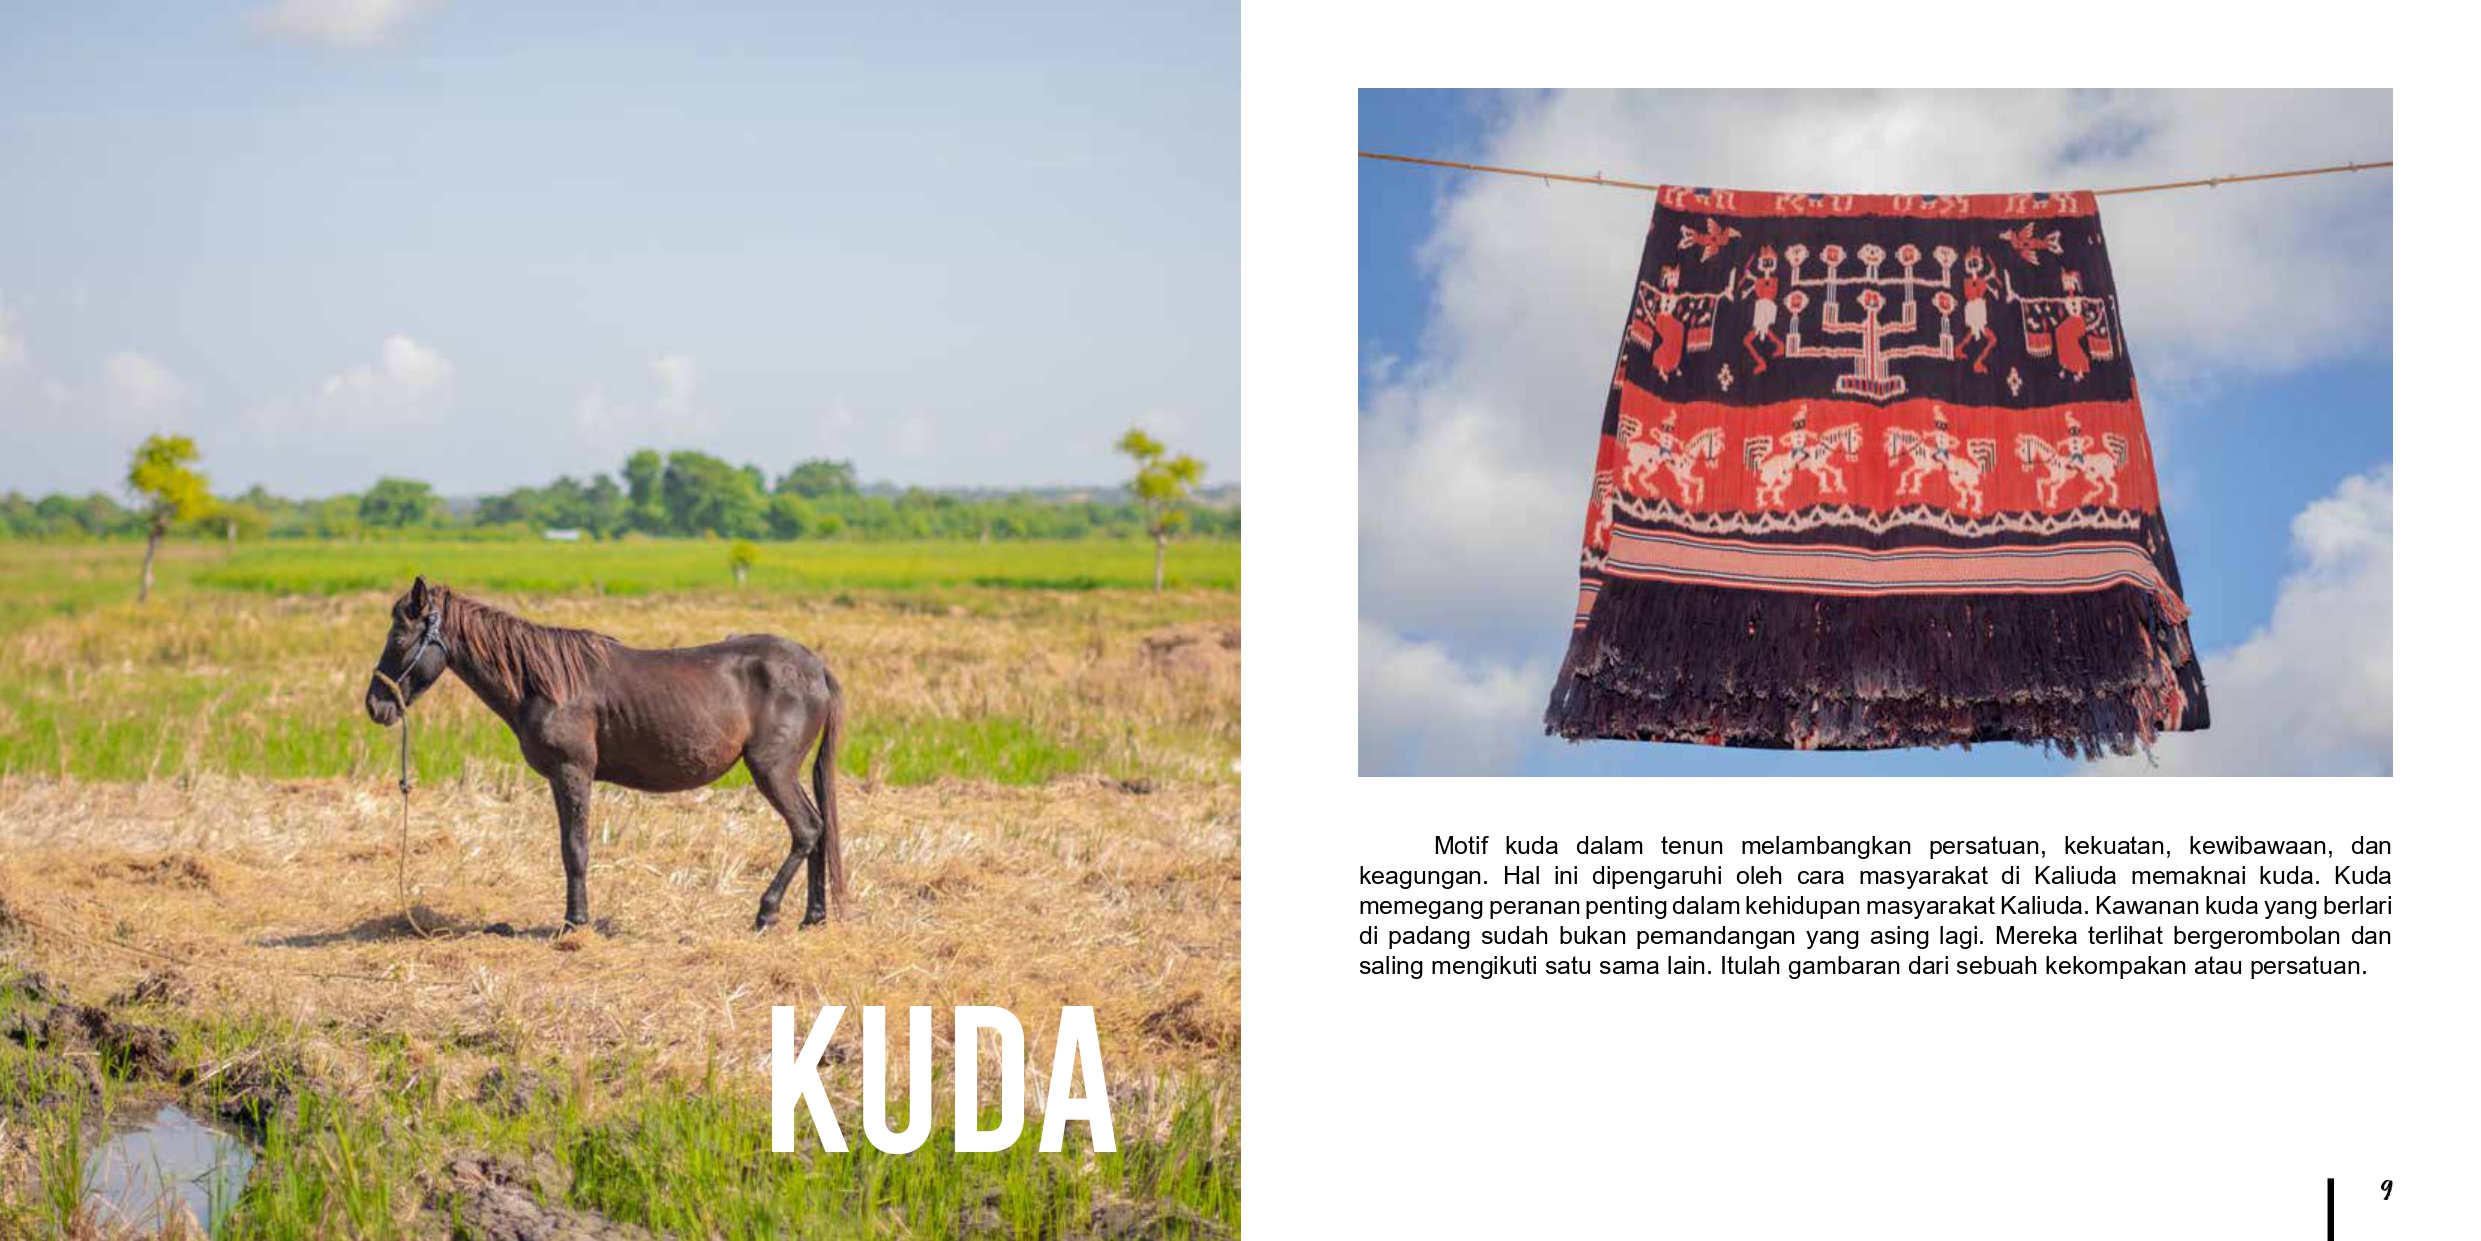 KUDA
Motif kuda dalam tenun melambangkan persatuan, kekuatan, kewibawaan, dan
keagungan. Hal ini dipengaruhi oleh cara masyarakat di Kaliuda memaknai kuda. Kuda
memegang peranan penting dalam kehidupan masyarakat Kaliuda. Kawanan kuda yang berlari
di padang sudah bukan pemandangan yang asing lagi. Mereka terlihat bergerombolan dan
saling mengikuti satu sama lain. Itulah gambaran dari sebuah kekompakan atau persatuan.
9